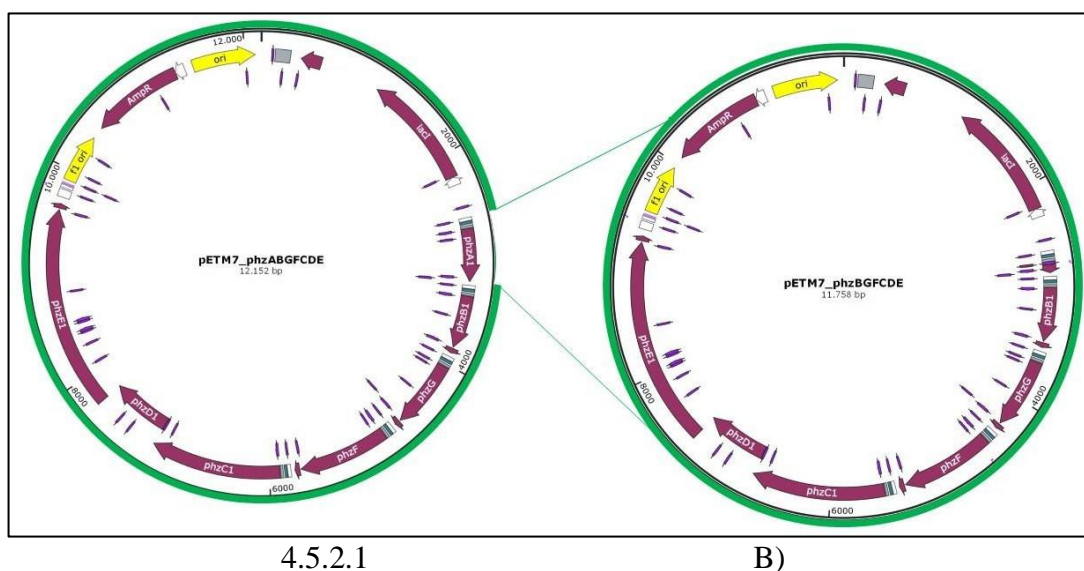 12.000
ori
AmpR
lacI
2000
f1 ori
10.000
pETM7_phzABGFCDE
12.152 bp
phzA1
phzB1
4000
phzG
phzE1
8000
phzD1
phzF
phzC1
6000
ori
AmpR
lacI
2000
10.000
f1 ori
pETM7_phzBGFCDE
11.758 bp
phzB1
phzE1
8000
phzG
4000
phzD1
phzF
phzC1
6000
4.5.2.1 B)